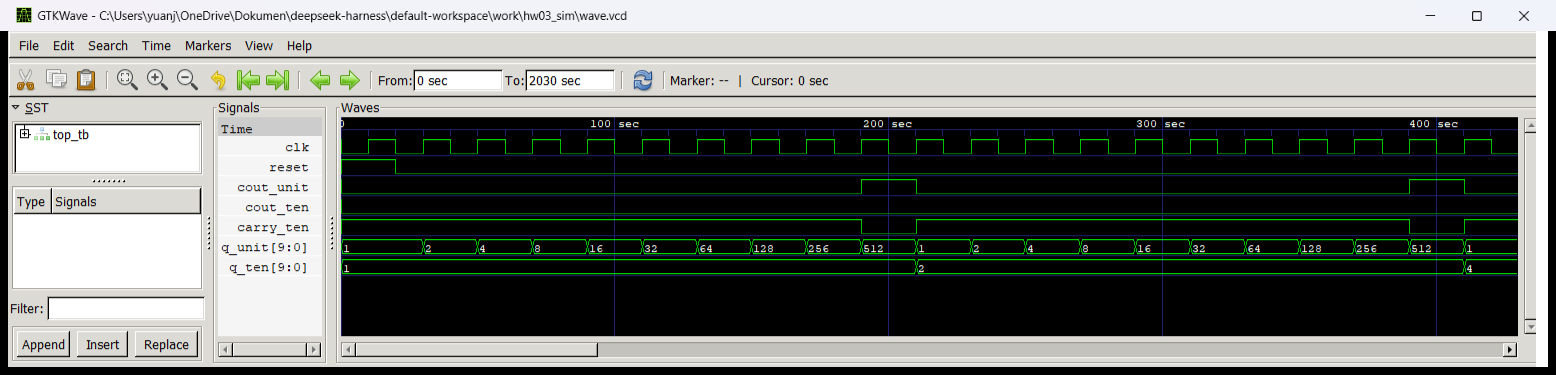 GTKWave - C:\Users\yuanj\OneDrive\Dokumen\deepseek-harness\default-workspace\work\hw03_sim\wave.vcd
File Edit Search Time Markers View Help
From: 0 sec To: 2030 sec Marker: -- | Cursor: 0 sec
SST
top_tb
Type Signals
Filter:
Append Insert Replace
Signals
Time
clk
reset
cout_unit
cout_ten
carry_ten
q_unit[9:0]
q_ten[9:0]
Waves
0 100 sec 200 sec 300 sec 400 sec
1 2 4 8 16 32 64 128 256 512 1 2 4 8 16 32 64 128 256 512 1
1 2 4